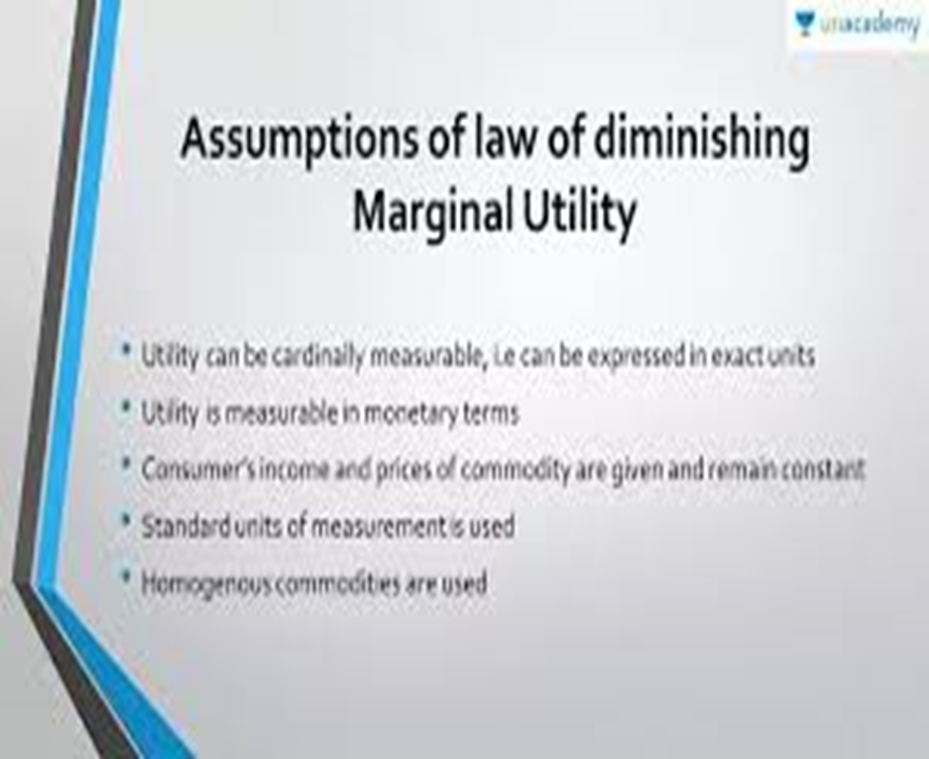 unacademy
Assumptions of law of diminishing
Marginal Utility
• Utility can be cardinally measurable, i.e can be expressed in exact units
• Utility is measurable in monetary terms
• Consumer's income and prices of commodity are given and remain constant
• Standard units of measurement is used
• Homogenous commodities are used